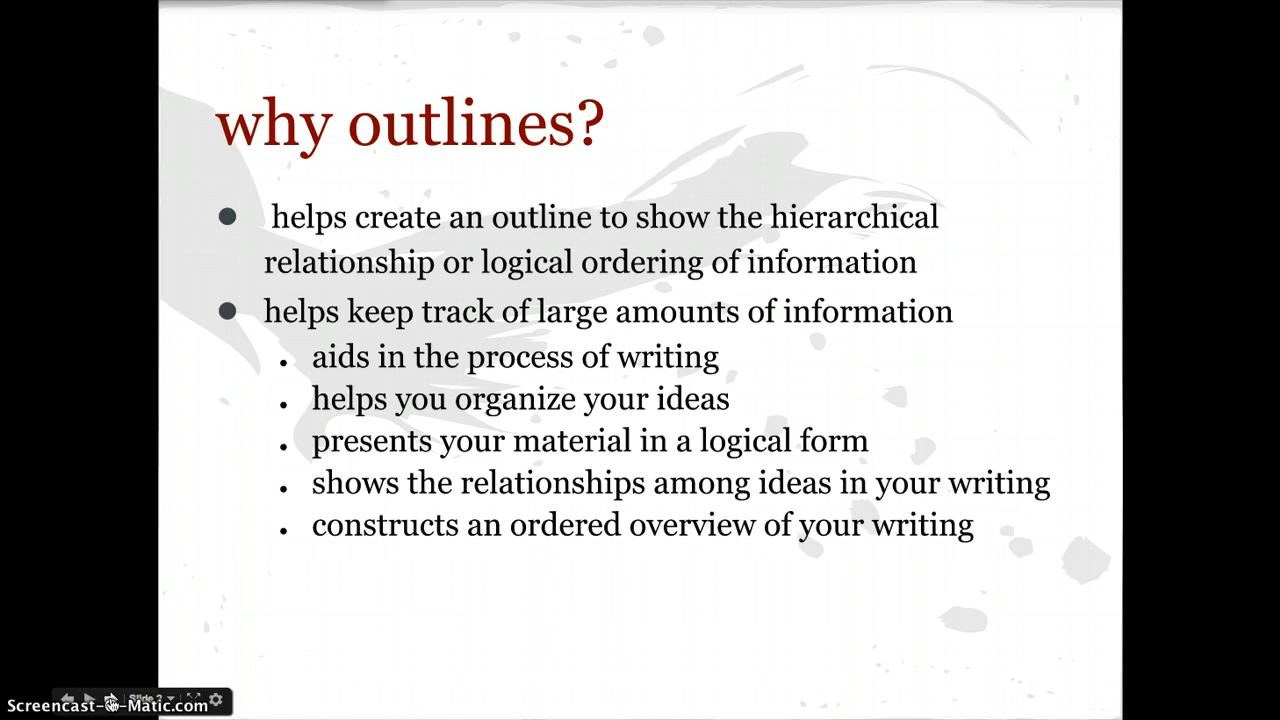 why outlines?
● helps create an outline to show the hierarchical
relationship or logical ordering of information
● helps keep track of large amounts of information
• aids in the process of writing
• helps you organize your ideas
• presents your material in a logical form
• shows the relationships among ideas in your writing
• constructs an ordered overview of your writing
Slide
Screencast-O-Matic.com